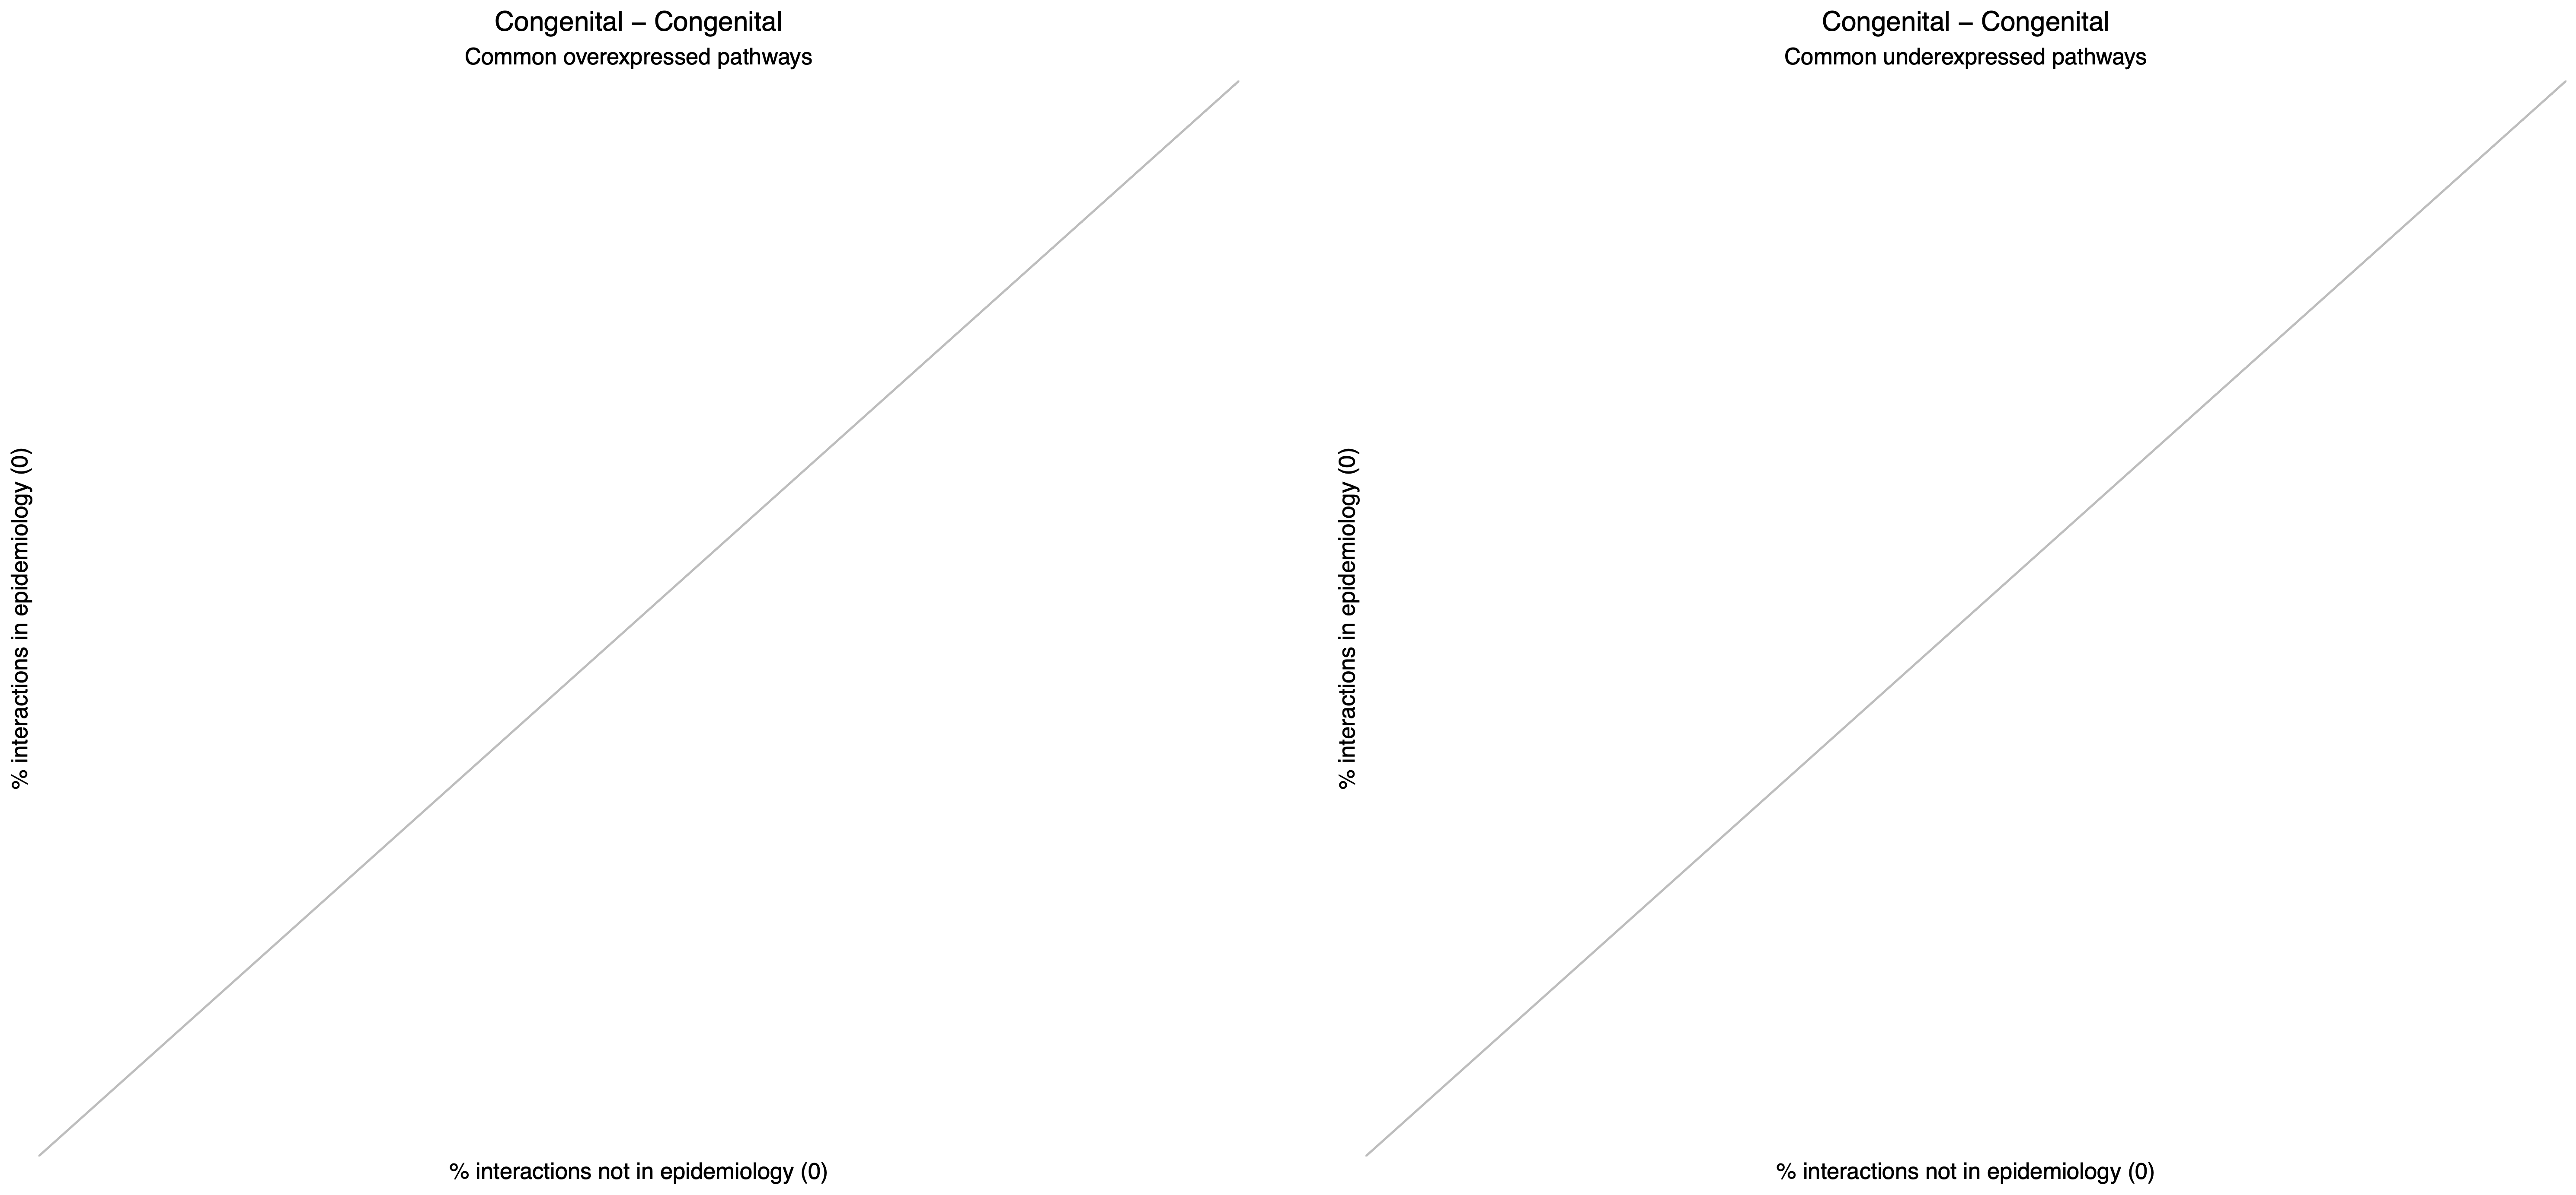 Congenital – Congenital
Common overexpressed pathways
% interactions in epidemiology (0)
% interactions not in epidemiology (0)
Congenital – Congenital
Common underexpressed pathways
% interactions in epidemiology (0)
% interactions not in epidemiology (0)